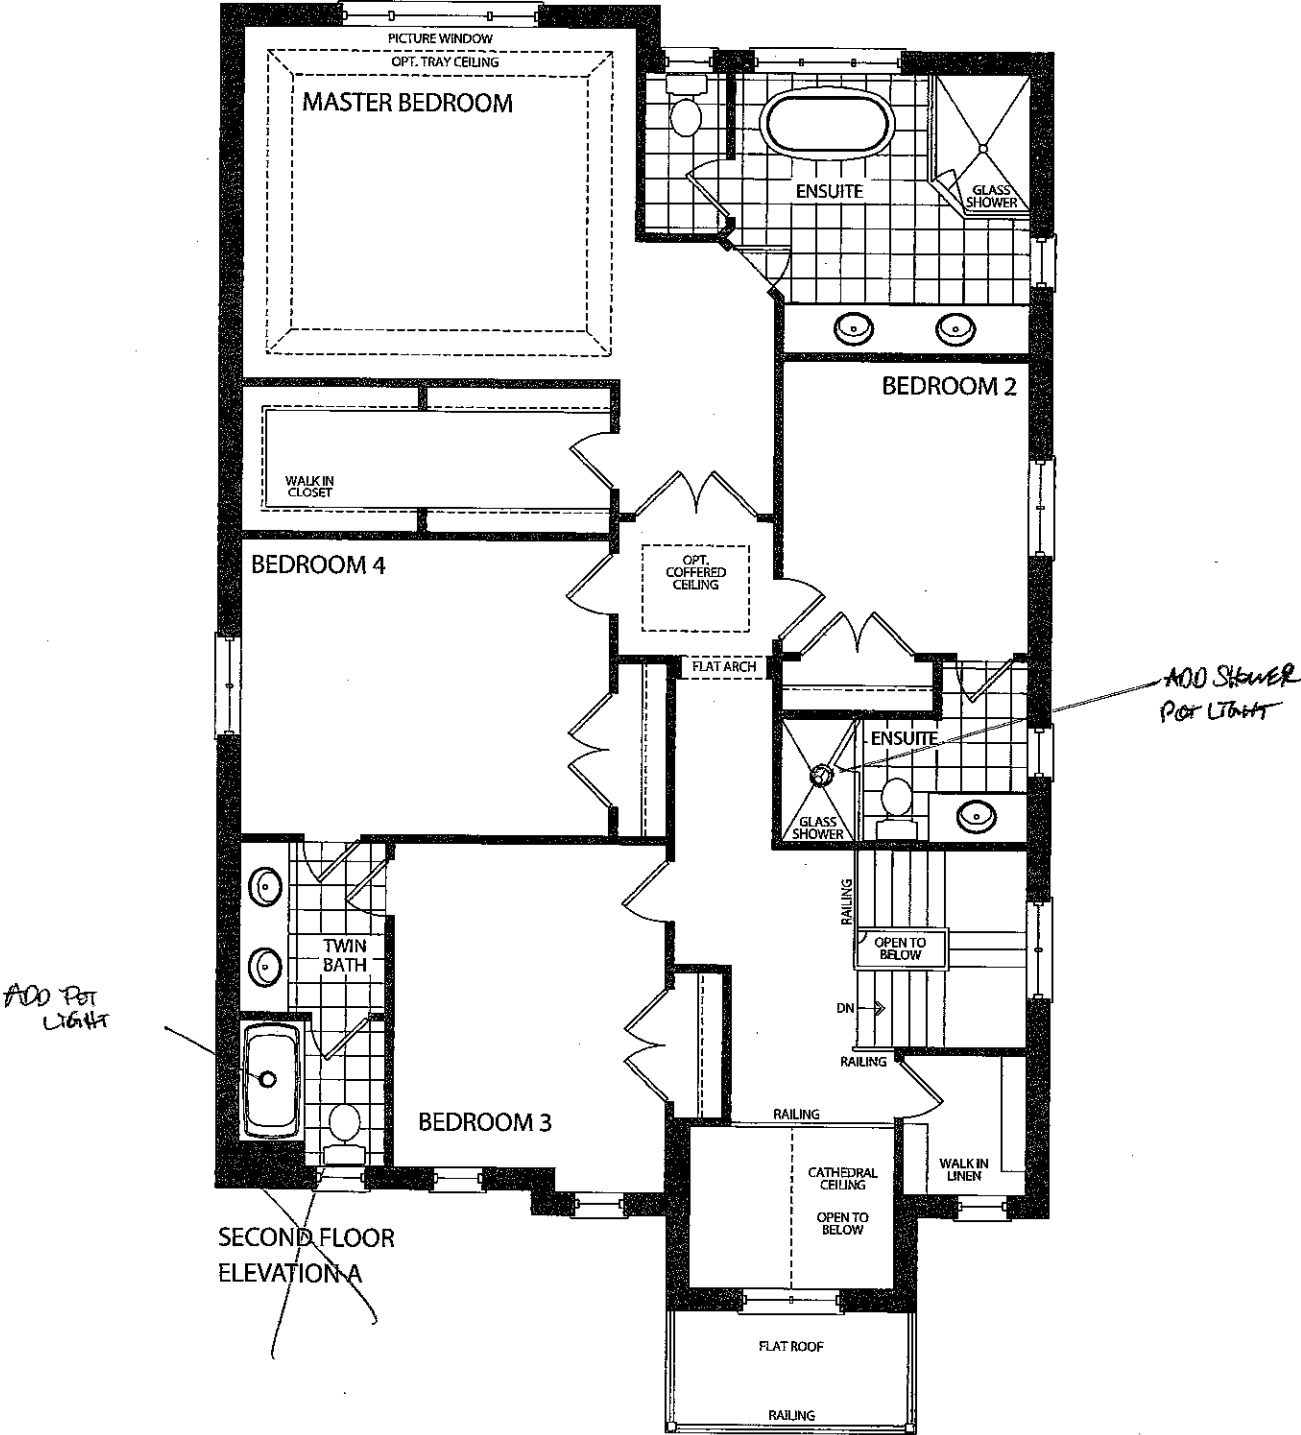 PICTURE WINDOW
OPT. TRAY CEILING
MASTER BEDROOM
ENSUITE
GLASS
SHOWER
BEDROOM 2
WALK IN
CLOSET
BEDROOM 4
OPT.
COFFERED
CEILING
FLAT ARCH
ADD SHOWER
POT LIGHT
ENSUITE
GLASS
SHOWER
RAILING
TWIN
BATH
OPEN TO
BELOW
ADD POT
LIGHT
DN
RAILING
BEDROOM 3
RAILING
CATHEDRAL
CEILING
OPEN TO
BELOW
WALK IN
LINEN
SECOND FLOOR
ELEVATION A
FLAT ROOF
RAILING